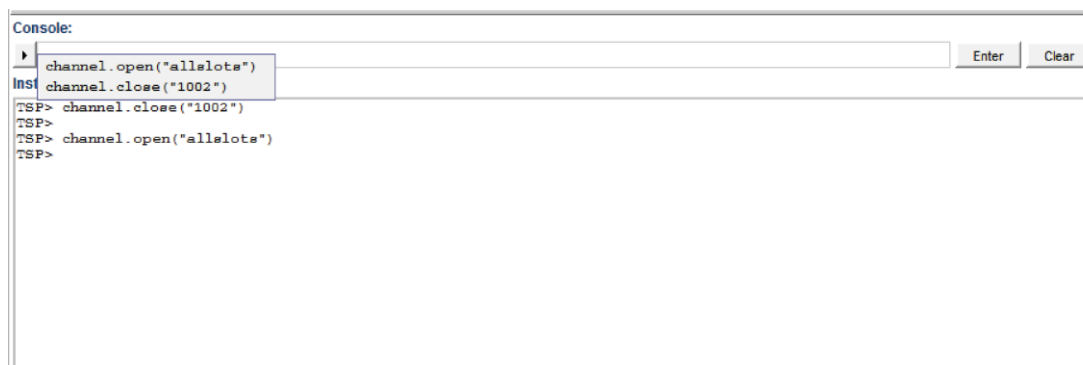 Console:
Enter Clear
channel.open("allslots")
channel.close("1002")
Inst
TSP> channel.close("1002")
TSP>
TSP> channel.open("allslots")
TSP>